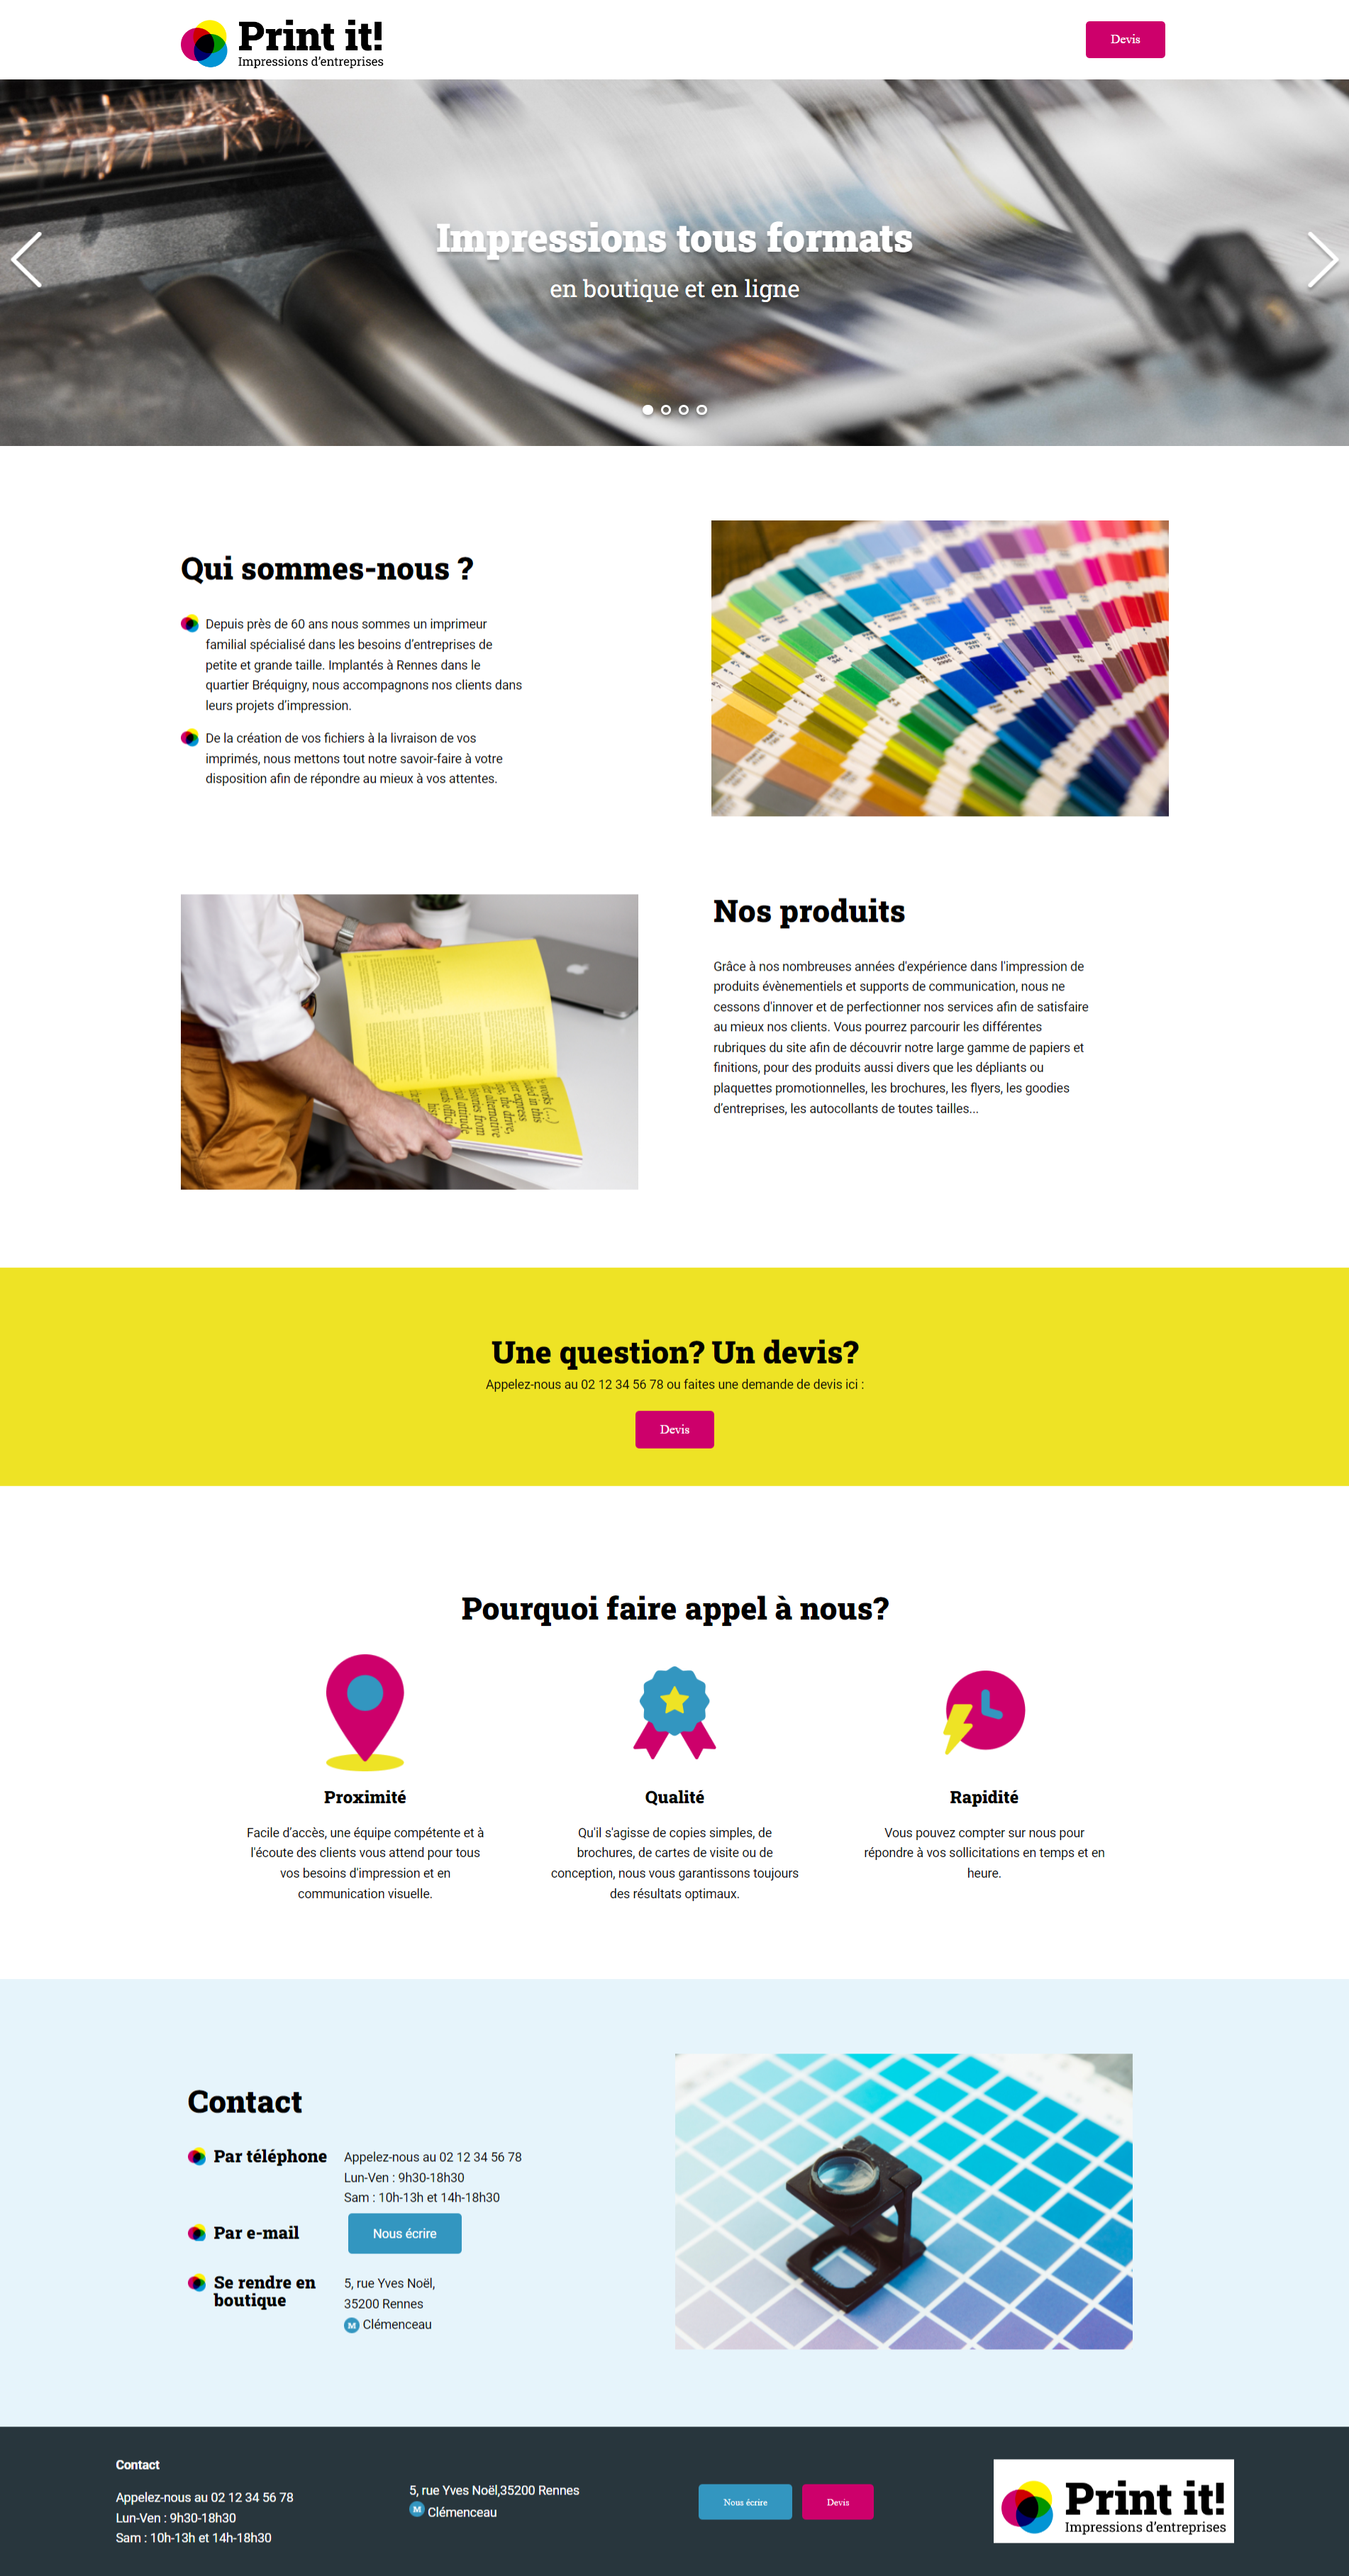 Print it!
Impressions d'entreprises
Devis
Impressions tous formats
en boutique et en ligne
Qui sommes-nous ?
Depuis près de 60 ans nous sommes un imprimeur
familial spécialisé dans les besoins d'entreprises de
petite et grande taille. Implantés à Rennes dans le
quartier Bréquigny, nous accompagnons nos clients dans
leurs projets d'impression.
De la création de vos fichiers à la livraison de vos
imprimés, nous mettons tout notre savoir-faire à votre
disposition afin de répondre au mieux à vos attentes.
Nos produits
Grâce à nos nombreuses années d'expérience dans l'impression de
produits évènementiels et supports de communication, nous ne
cessons d'innover et de perfectionner nos services afin de satisfaire
au mieux nos clients. Vous pourrez parcourir les différentes
rubriques du site afin de découvrir notre large gamme de papiers et
finitions, pour des produits aussi divers que les dépliants ou
plaquettes promotionnelles, les brochures, les flyers, les goodies
d'entreprises, les autocollants de toutes tailles...
Une question? Un devis?
Appelez-nous au 02 12 34 56 78 ou faites une demande de devis ici :
Devis
Pourquoi faire appel à nous?
Proximité
Facile d'accès, une équipe compétente et à
l'écoute des clients vous attend pour tous
vos besoins d'impression et en
communication visuelle.
Qualité
Qu'il s'agisse de copies simples, de
brochures, de cartes de visite ou de
conception, nous vous garantissons toujours
des résultats optimaux.
Rapidité
Vous pouvez compter sur nous pour
répondre à vos sollicitations en temps et en
heure.
Contact
Par téléphone
Appelez-nous au 02 12 34 56 78
Lun-Ven : 9h30-18h30
Sam : 10h-13h et 14h-18h30
Par e-mail
Nous écrire
Se rendre en
boutique
5, rue Yves Noël,
35200 Rennes
M Clémenceau
Contact
Appelez-nous au 02 12 34 56 78
Lun-Ven : 9h30-18h30
Sam : 10h-13h et 14h-18h30
5, rue Yves Noël,35200 Rennes
M Clémenceau
Nous écrire
Devis
Print it!
Impressions d'entreprises